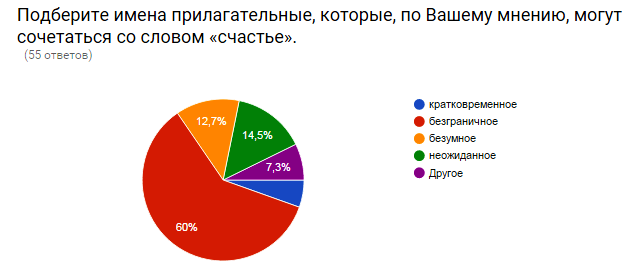 Подберите имена прилагательные, которые, по Вашему мнению, могут
сочетаться со словом «счастье».
(55 ответов)
12,7%
14,5%
7,3%
60%
кратковременное
безграничное
безумное
неожиданное
Другое